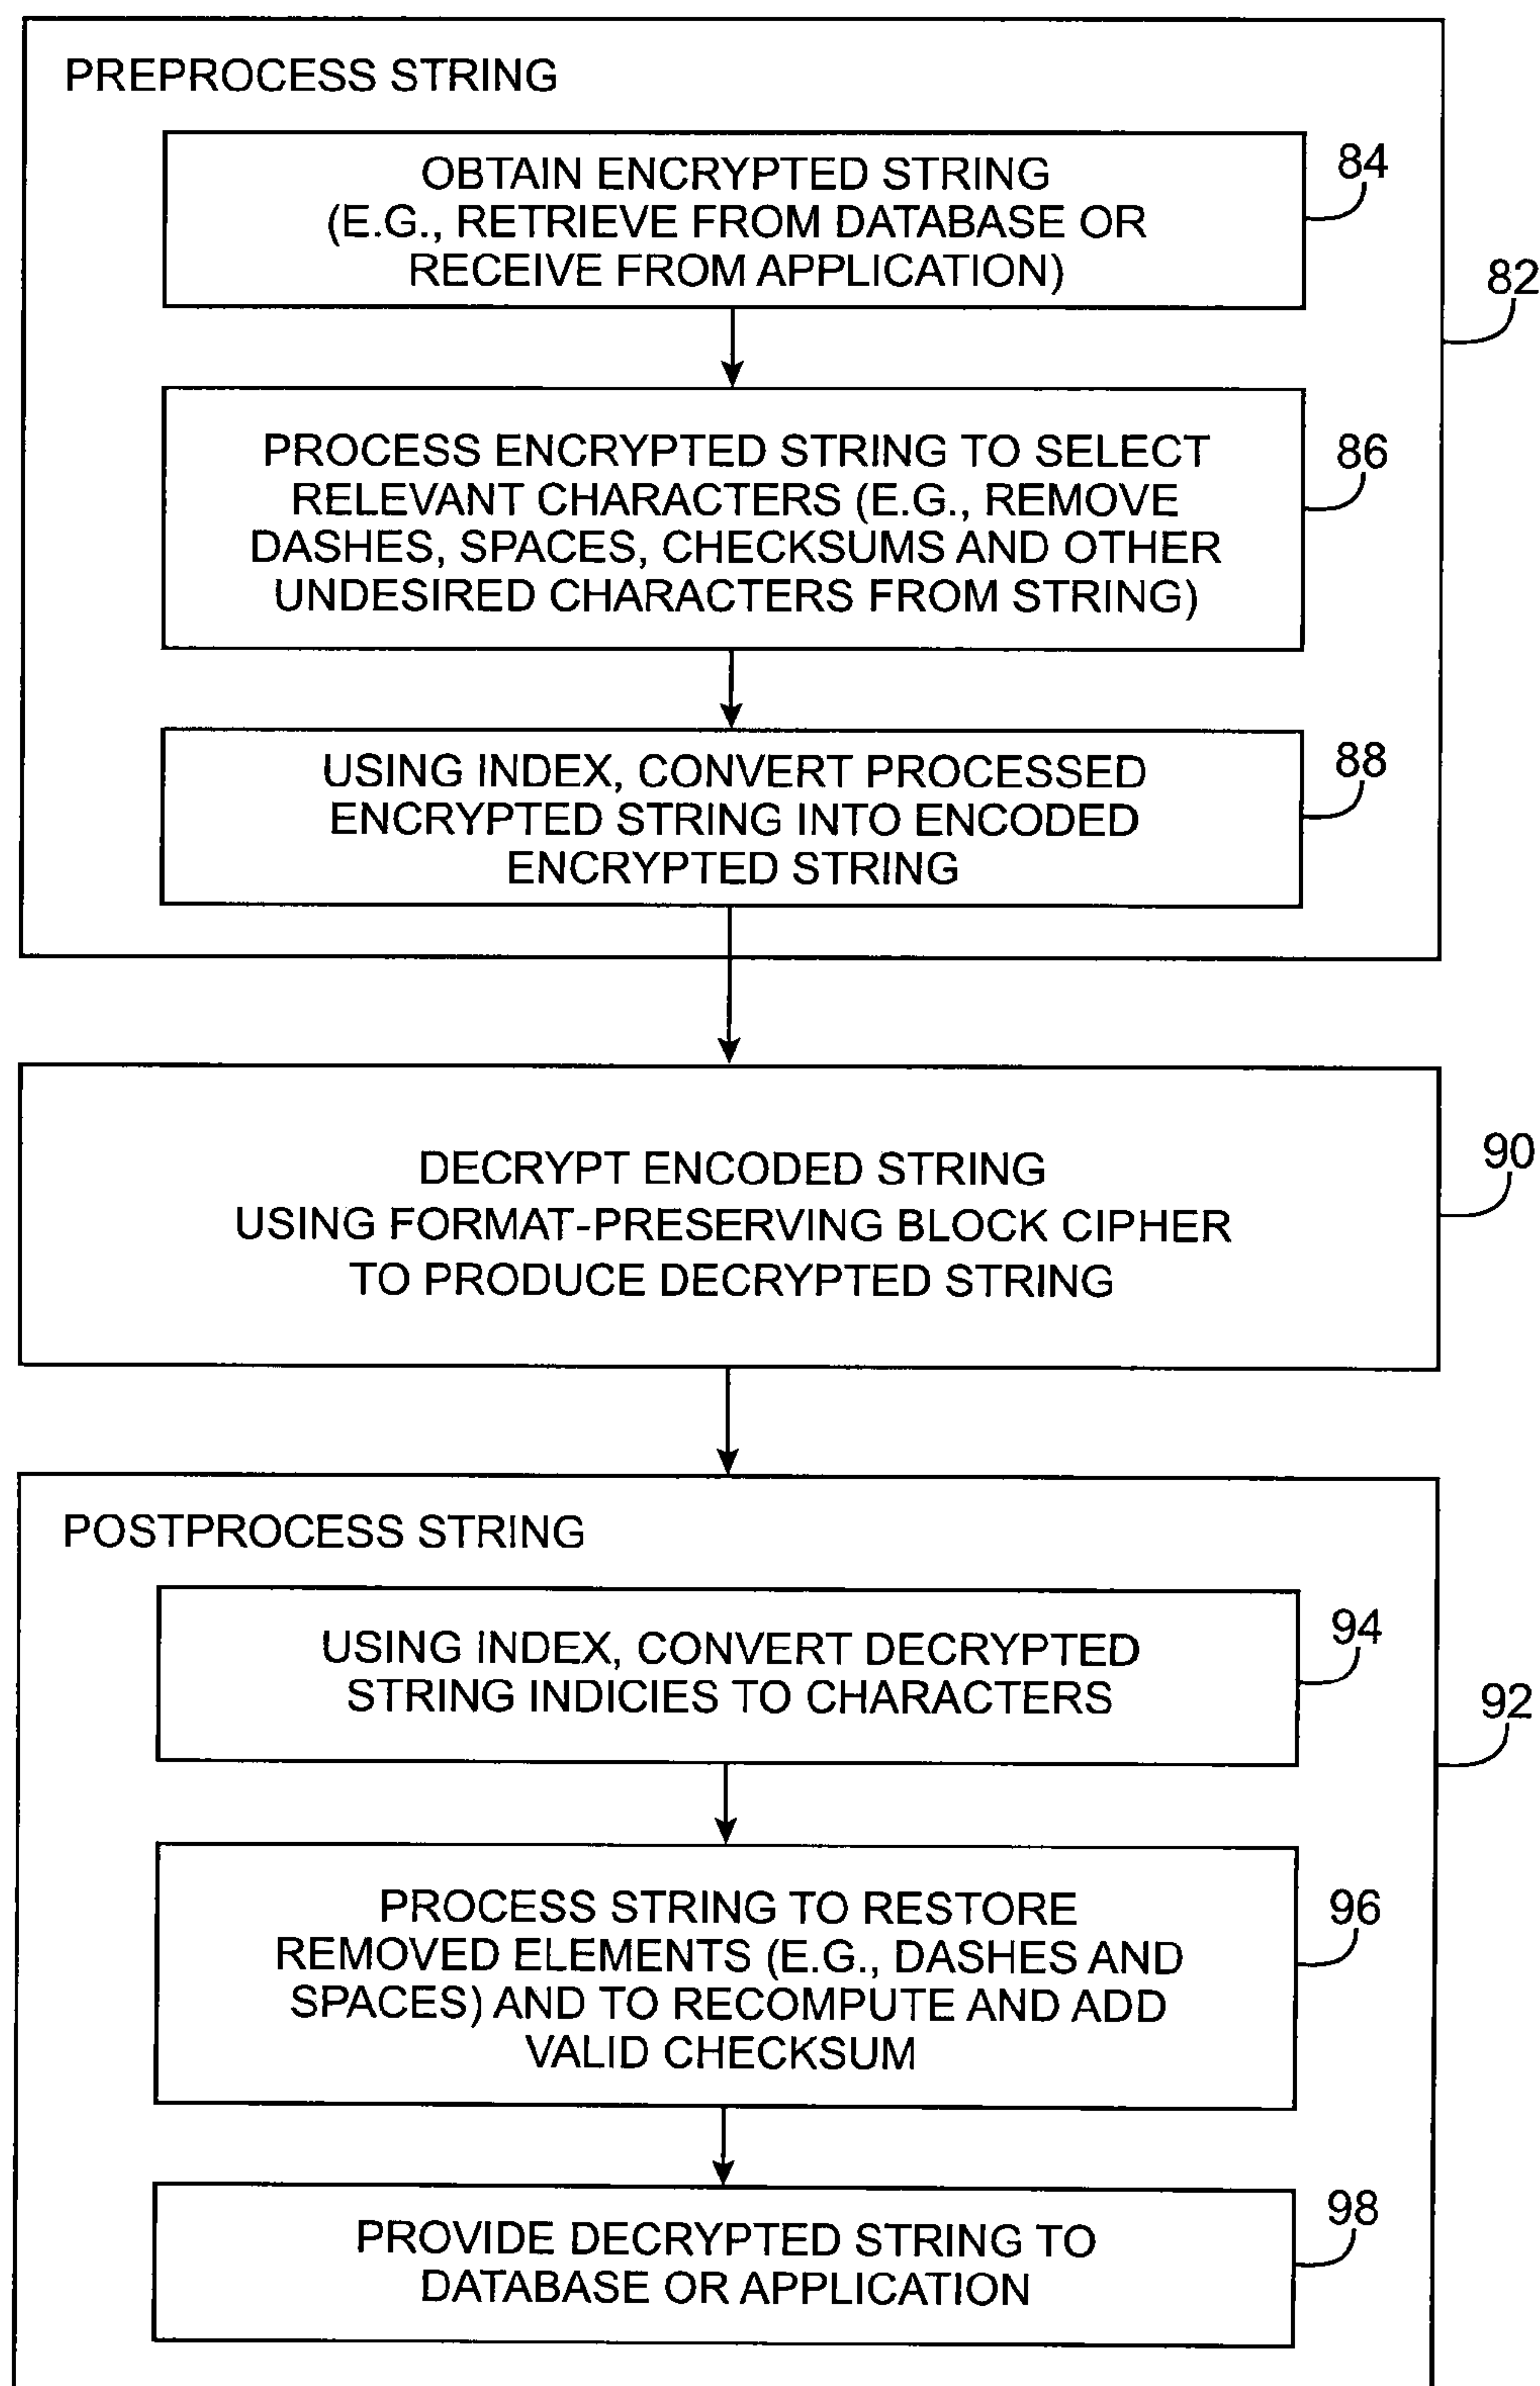 PREPROCESS STRING
OBTAIN ENCRYPTED STRING
(E.G., RETRIEVE FROM DATABASE OR
RECEIVE FROM APPLICATION)
84
82
PROCESS ENCRYPTED STRING TO SELECT
RELEVANT CHARACTERS (E.G., REMOVE
DASHES, SPACES, CHECKSUMS AND OTHER
UNDESIRED CHARACTERS FROM STRING)
86
USING INDEX, CONVERT PROCESSED
ENCRYPTED STRING INTO ENCODED
ENCRYPTED STRING
88
DECRYPT ENCODED STRING
USING FORMAT-PRESERVING BLOCK CIPHER
TO PRODUCE DECRYPTED STRING
90
POSTPROCESS STRING
USING INDEX, CONVERT DECRYPTED
STRING INDICIES TO CHARACTERS
94
92
PROCESS STRING TO RESTORE
REMOVED ELEMENTS (E.G., DASHES AND
SPACES) AND TO RECOMPUTE AND ADD
VALID CHECKSUM
96
PROVIDE DECRYPTED STRING TO
DATABASE OR APPLICATION
98